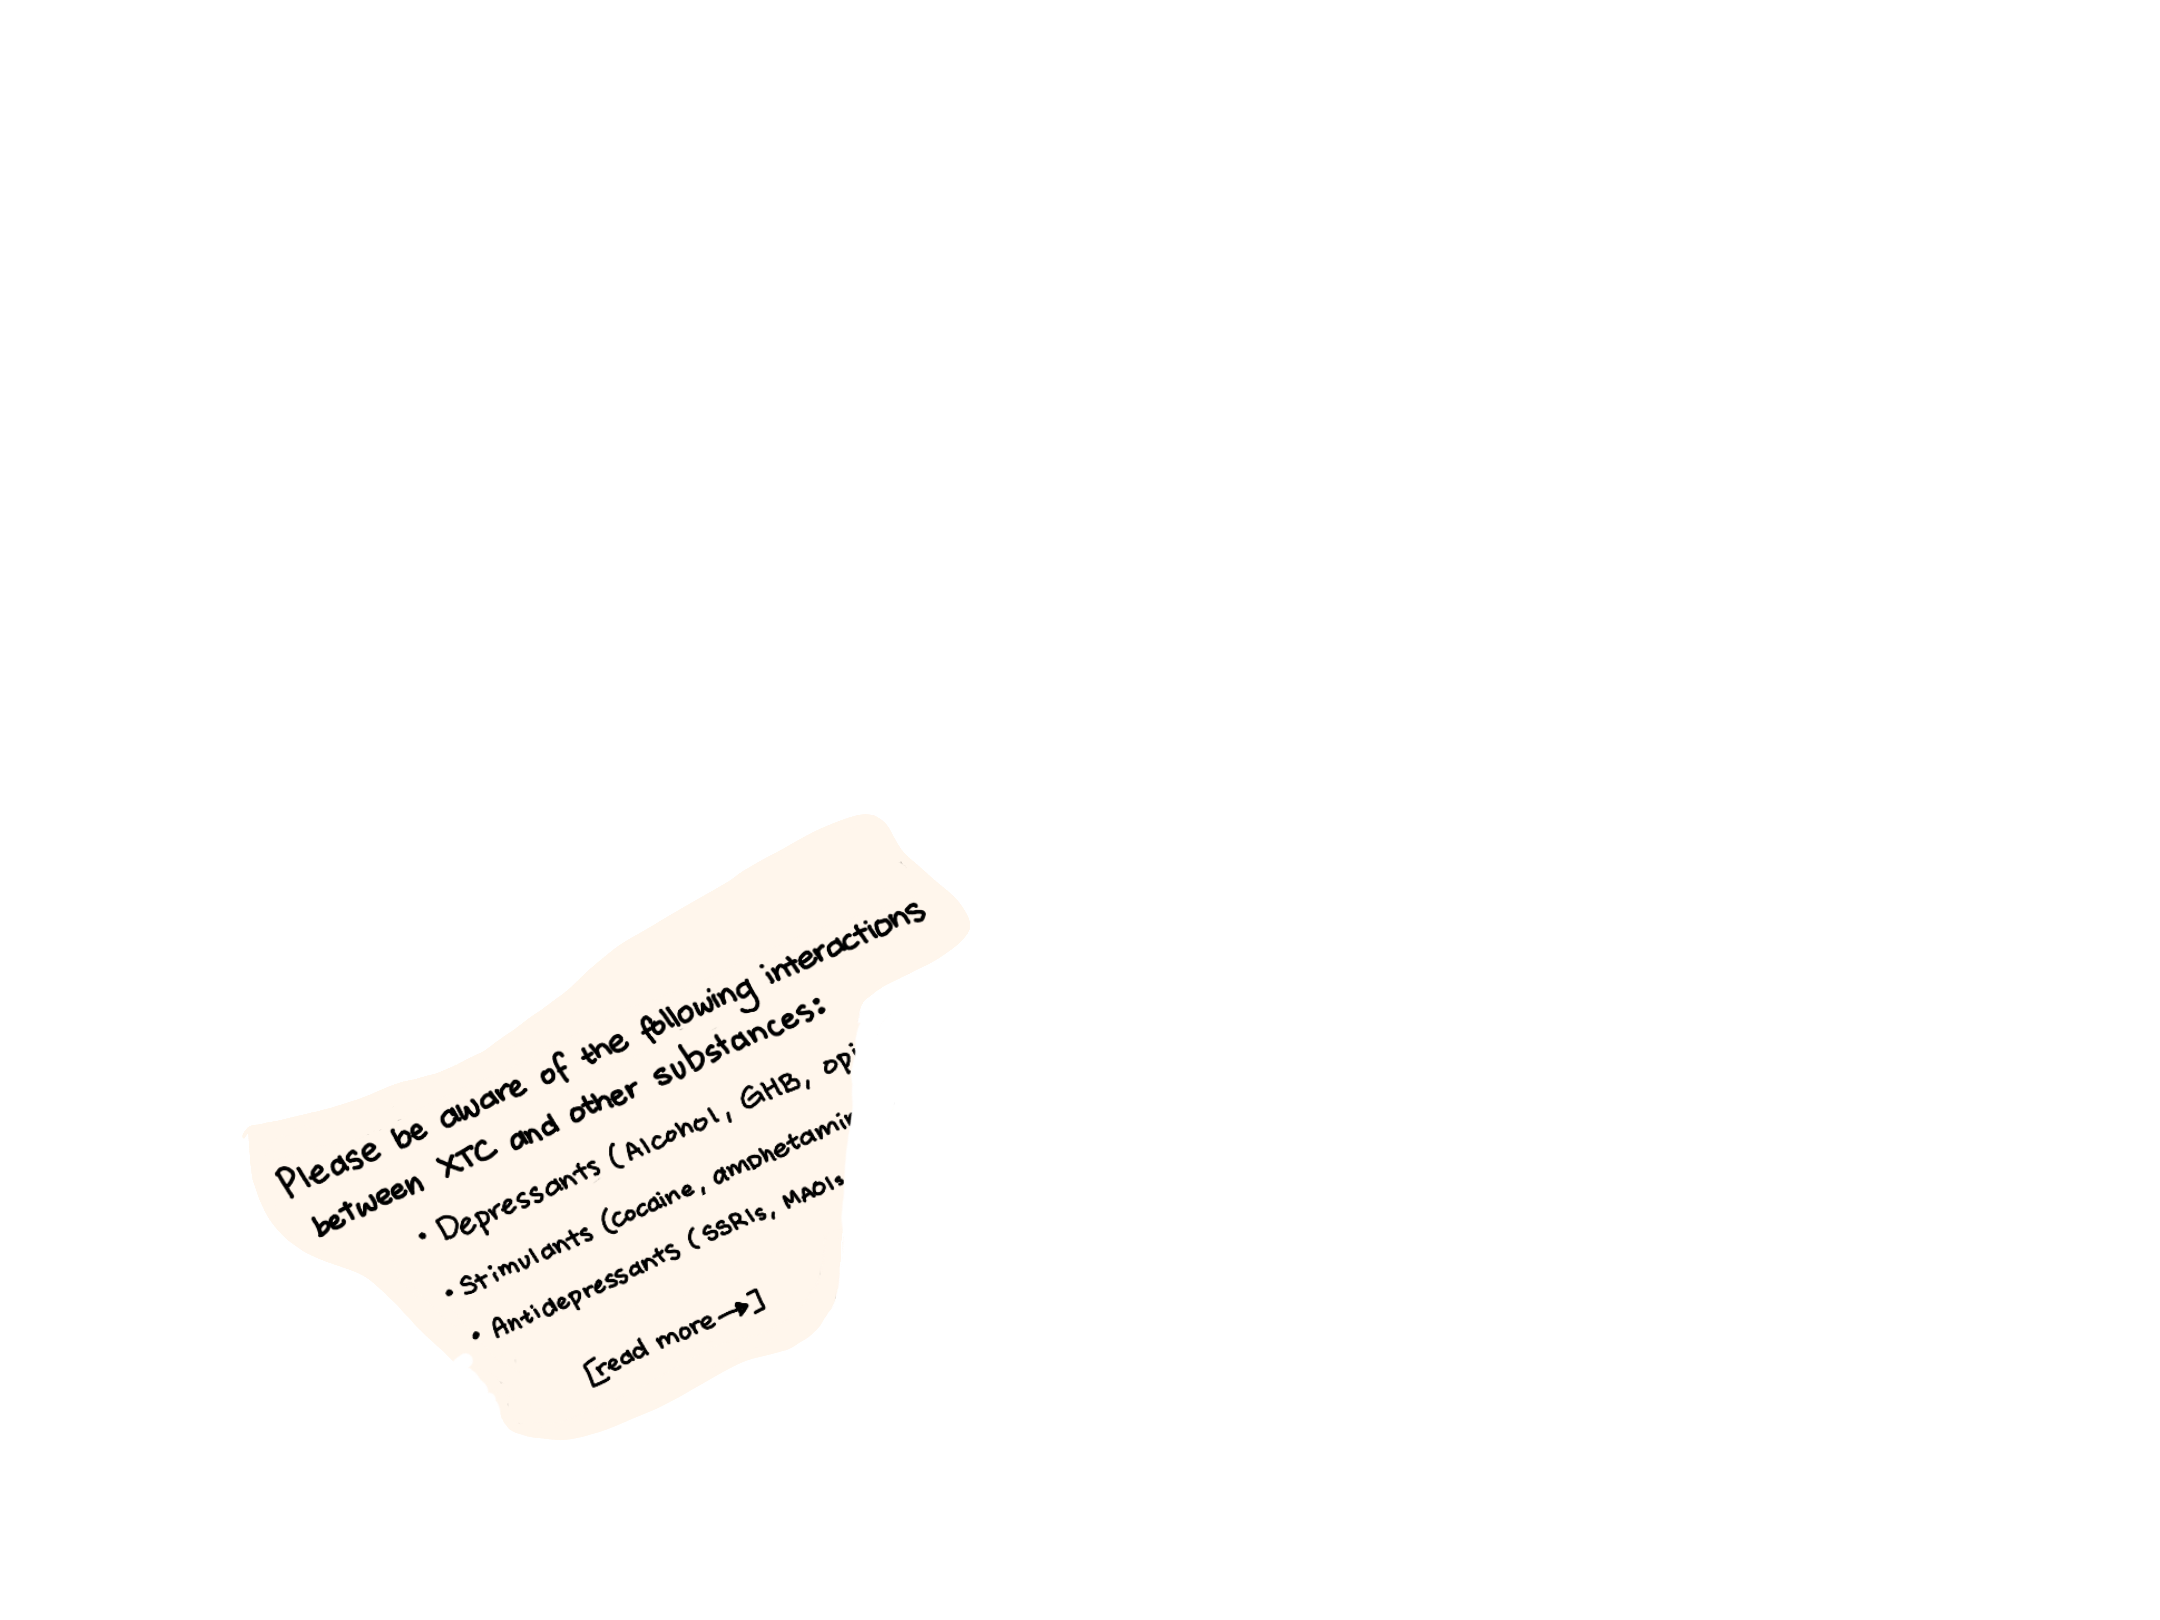 Please be aware of the following interactions
between XTC and other substances:
• Depressants (Alcohol, GHB,
• Stimulants (cocaine,
• Antidepressants (SSRIs, MAOIs
[read more→]